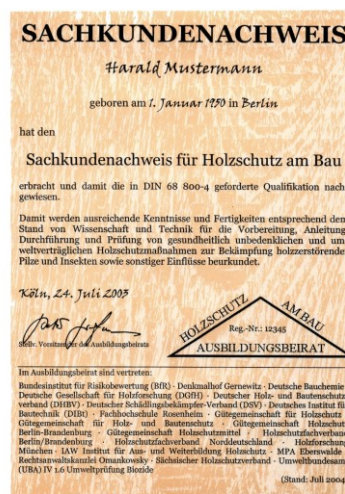 SACHKUNDENACHWEIS
Harald Mustermann
geboren am 1. Januar 1950 in Berlin
hat den
Sachkundenachweis für Holzschutz am Bau
erbracht und damit die in DIN 68 800-4 geforderte Qualifikation nach
gewiesen.
Damit werden ausreichende Kenntnisse und Fertigkeiten entsprechend dem
Stand von Wissenschaft und Technik für die Vorbereitung, Anleitung
Durchführung und Prüfung von gesundheitlich unbedenklichen und um
weltverträglichen Holzschutzmaßnahmen zur Bekämpfung holzzerstörende
Pilze und Insekten sowie sonstiger Einflüsse beurkundet.
Köln, 24. Juli 2003
HOLZSCHUTZ AM BAU
Reg.-Nr.: 12345
AUSBILDUNGSBEIRAT
Stellv. Vorsitzender des Ausbildungsbeirats
Im Ausbildungsbeirat sind vertreten:
Bundesinstitut für Risikobewertung (BfR) · Denkmalhof Gernewitz · Deutsche Bauchemie
Deutsche Gesellschaft für Holzforschung (DGfH) · Deutscher Holz- und Bautenschutz
verband (DHBV) · Deutscher Schädlingsbekämpfer-Verband (DSV) · Deutsches Institut fü
Bautechnik (DIBt) · Fachhochschule Rosenheim · Gütegemeinschaft für Holzschutz
Gütegemeinschaft für Holz- und Bautenschutz · Gütegemeinschaft Holzschut
Berlin-Brandenburg · Gütegemeinschaft Holzschutzmittel · Holzschutzfachverban
Berlin/Brandenburg · Holzschutzfachverband Norddeutschland · Holzforschung
München · IAW Institut für Aus- und Weiterbildung Holzschutz · MPA Eberswalde
Rechtsanwaltskanzlei Omankowsky · Sächsischer Holzschutzverband · Umweltbundesam
(UBA) IV 1.6 Umweltprüfung Biozide
(Stand: Juli 2004